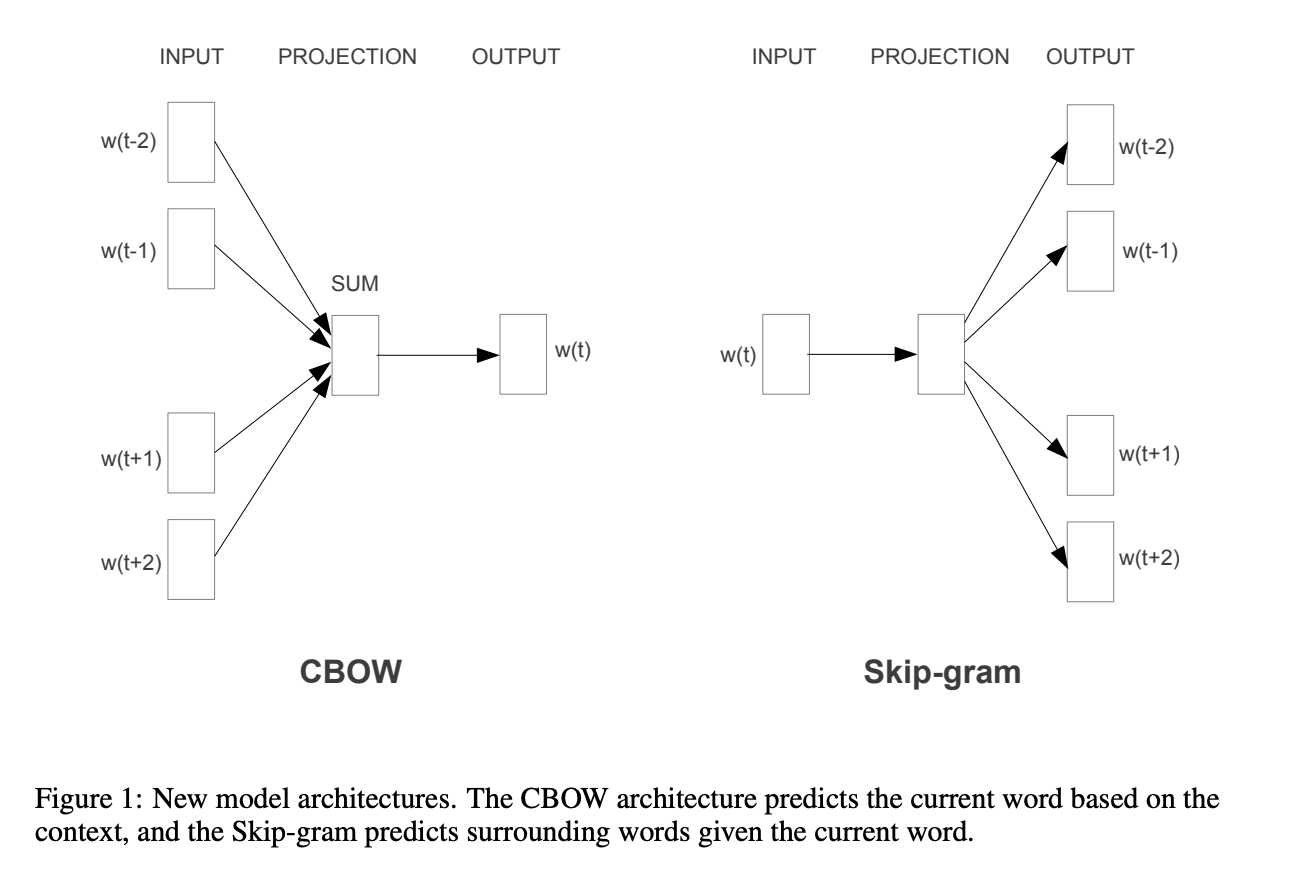 INPUT PROJECTION OUTPUT
w(t-2)
w(t-1)
SUM
w(t)
w(t+1)
w(t+2)
CBOW
INPUT PROJECTION OUTPUT
w(t-2)
w(t-1)
w(t)
w(t+1)
w(t+2)
Skip-gram
Figure 1: New model architectures. The CBOW architecture predicts the current word based on the
context, and the Skip-gram predicts surrounding words given the current word.